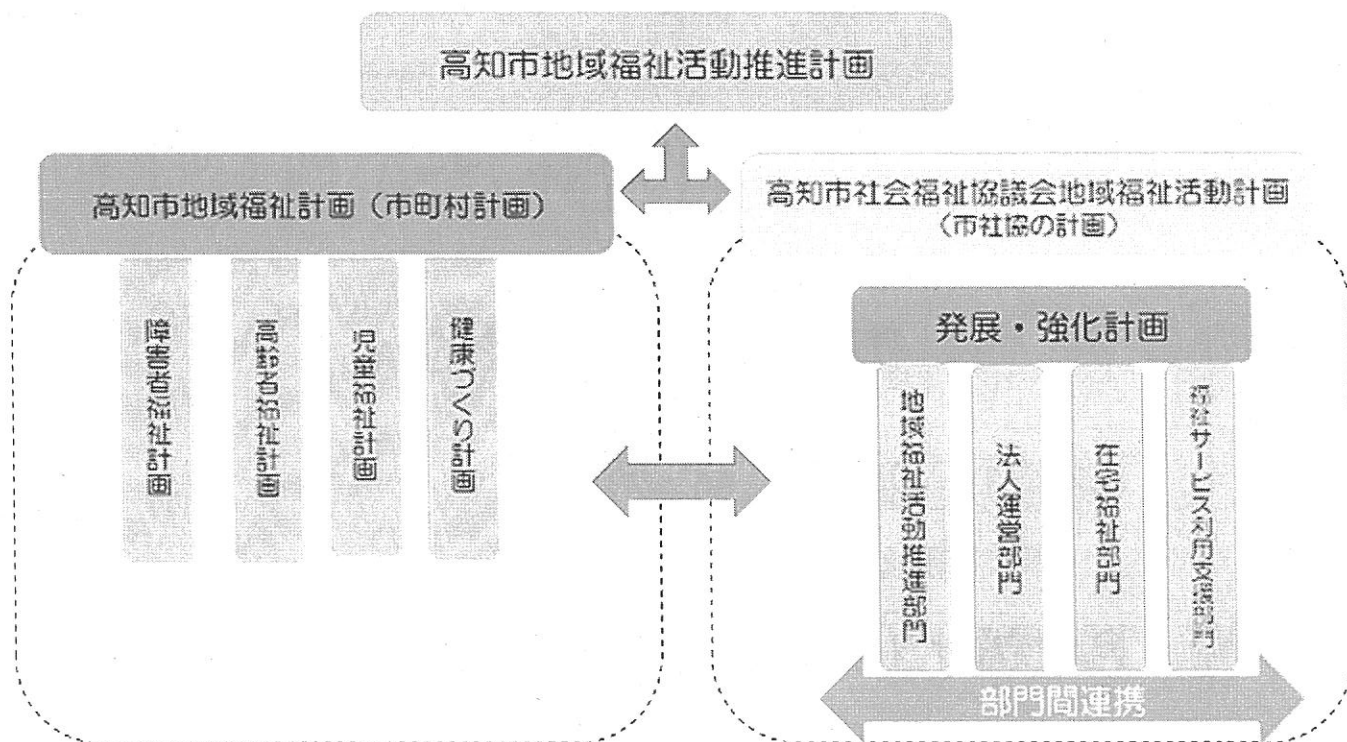 高知市地域福祉活動推進計画
高知市地域福祉計画（市町村計画）
高知市社会福祉協議会地域福祉活動計画
（市社協の計画）
障害者福祉計画
高齢者福祉計画
児童福祉計画
健康づくり計画
発展・強化計画
地域福祉活動推進部門
法人運営部門
在宅福祉部門
福祉サービス利用支援部門
部門間連携